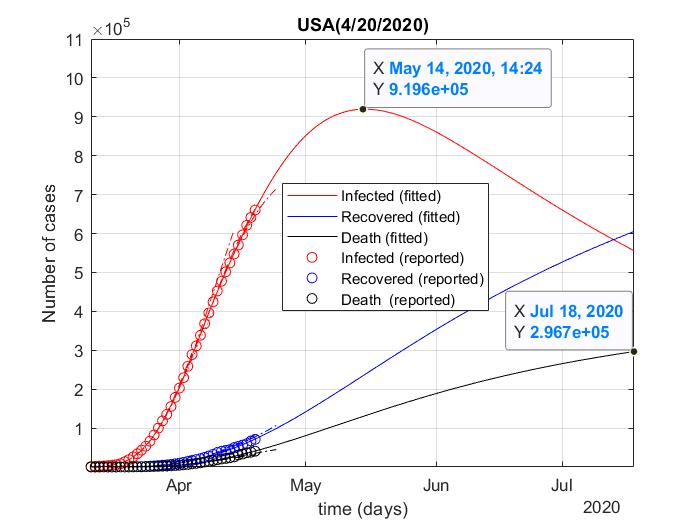 USA(4/20/2020)
×10⁵
11
10
9
8
7
6
5
4
3
2
1
Number of cases
X May 14, 2020, 14:24
Y 9.196e+05
Infected (fitted)
Recovered (fitted)
Death (fitted)
Infected (reported)
Recovered (reported)
Death (reported)
X Jul 18, 2020
Y 2.967e+05
Apr May Jun Jul
time (days)
2020